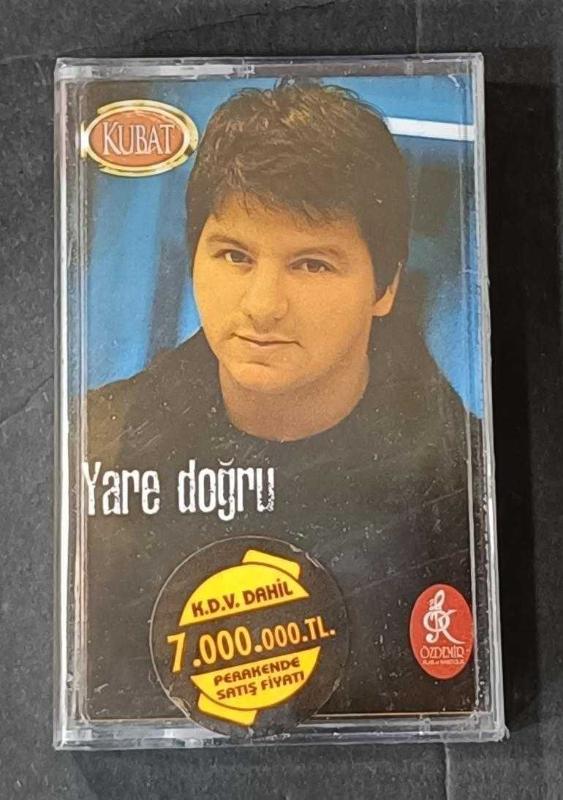 KUBAT
Yare doğru
K.D.V. DAHİL
7.000.000.TL.
PERAKENDE
SATIŞ FİYATI
ÖZDEMİR